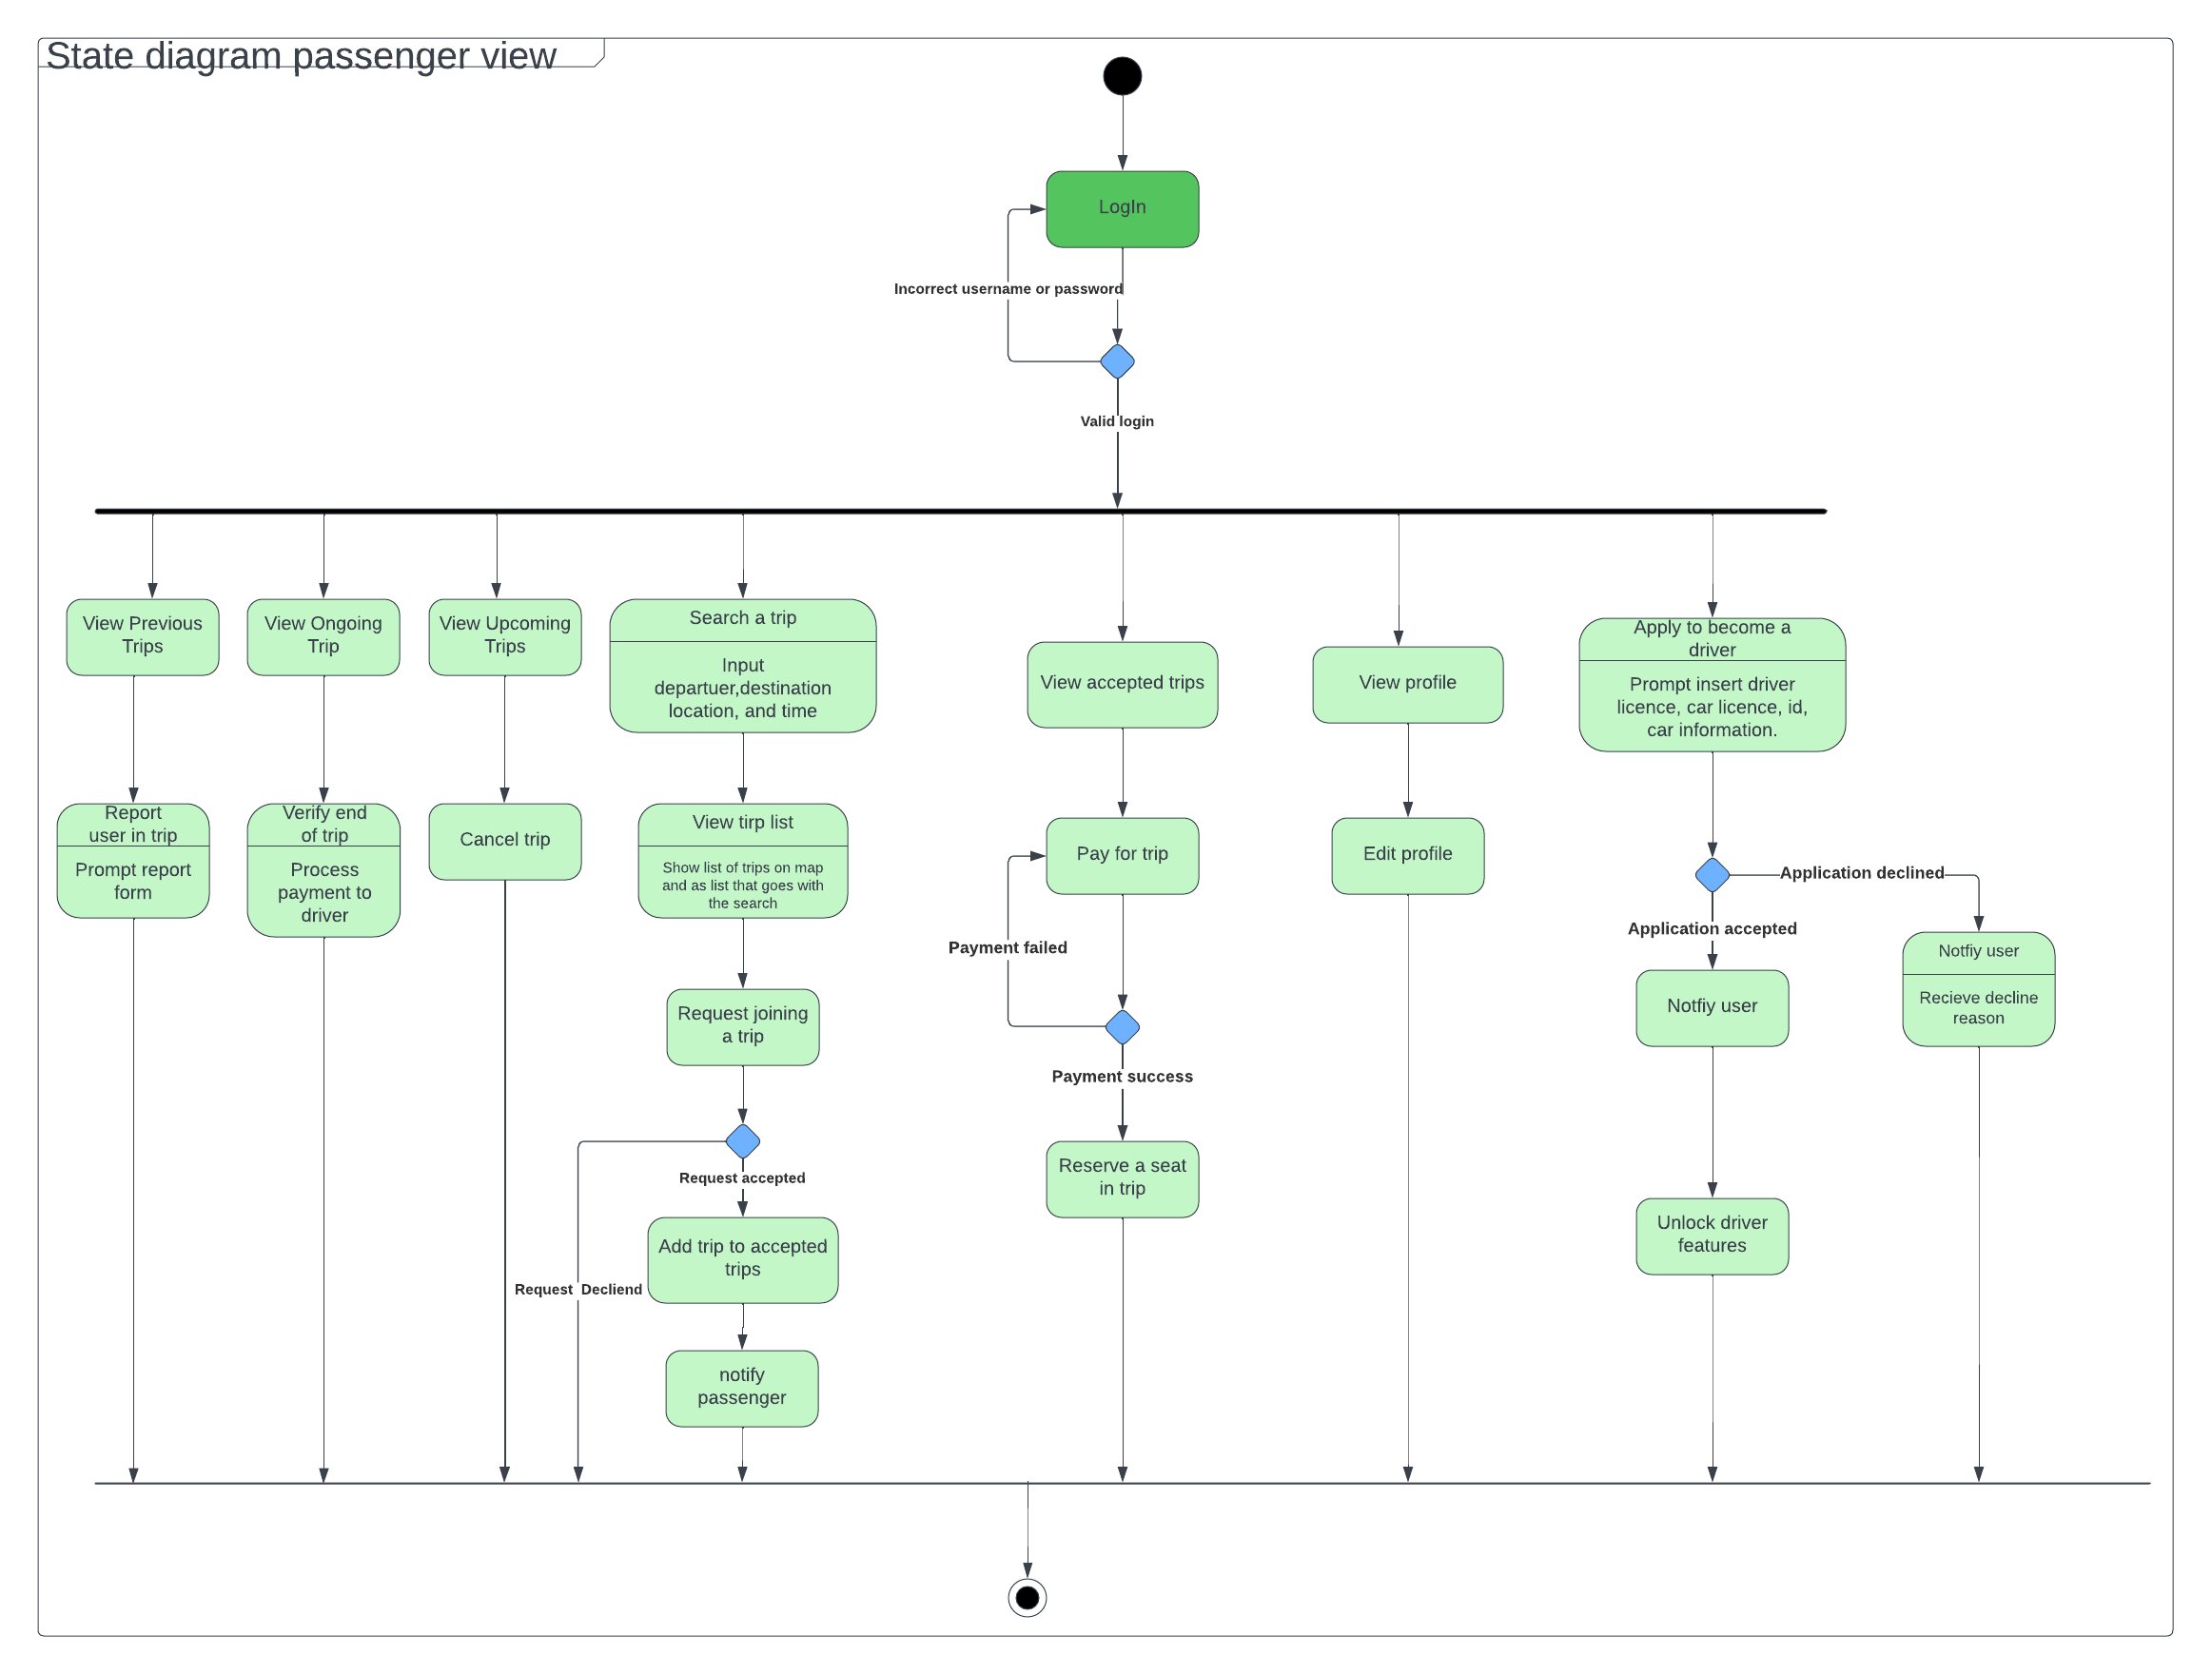 State diagram passenger view
LogIn
Incorrect username or password
Valid login
View Previous
Trips
View Ongoing
Trip
View Upcoming
Trips
Search a trip
Input
departuer,destination
location, and time
View accepted trips
View profile
Apply to become a
driver
Prompt insert driver
licence, car licence, id,
car information.
Report
user in trip
Prompt report
form
Verify end
of trip
Process
payment to
driver
Cancel trip
View tirp list
Show list of trips on map
and as list that goes with
the search
Pay for trip
Edit profile
Application declined
Application accepted
Payment failed
Notfiy user
Recieve decline
reason
Notfiy user
Request joining
a trip
Payment success
Request accepted
Reserve a seat
in trip
Unlock driver
features
Add trip to accepted
trips
Request  Decliend
notify
passenger